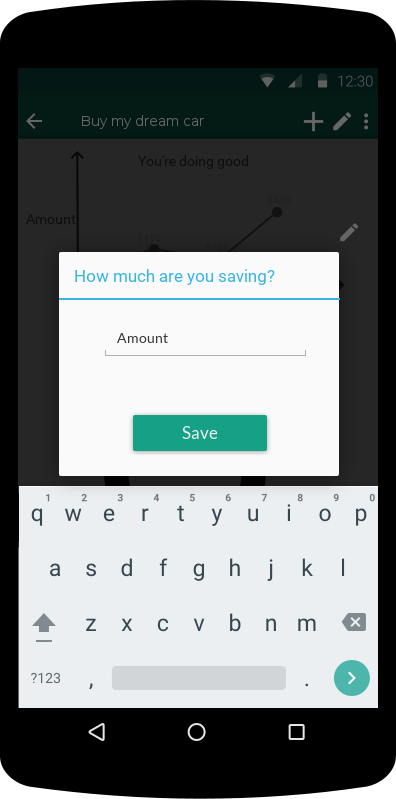 12:30
Buy my dream car
You're doing good
Amount
How much are you saving?
Amount
Save
1 2 3 4 5 6 7 8 9 0
q w e r t y u i o p
a s d f g h j k l
z x c v b n m
?123 , .